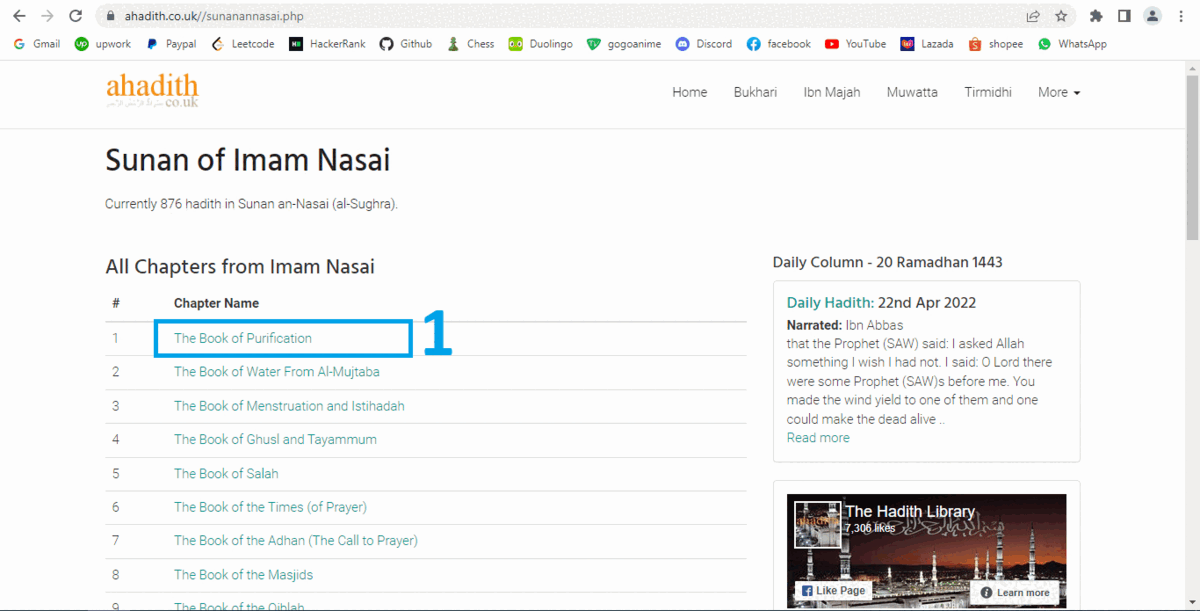 ahadith.co.uk//sunanannasai.php
Gmail upwork Paypal Leetcode HackerRank Github Chess Duolingo gogoanime Discord facebook YouTube Lazada shopee WhatsApp
ahadith
co.uk
Home Bukhari Ibn Majah Muwatta Tirmidhi More
Sunan of Imam Nasai
Currently 876 hadith in Sunan an-Nasai (al-Sughra).
All Chapters from Imam Nasai
# Chapter Name
1 The Book of Purification 1
2 The Book of Water From Al-Mujtaba
3 The Book of Menstruation and Istihadah
4 The Book of Ghusl and Tayammum
5 The Book of Salah
6 The Book of the Times (of Prayer)
7 The Book of the Adhan (The Call to Prayer)
8 The Book of the Masjids
9 The Book of the Qiblah
Daily Column - 20 Ramadhan 1443
Daily Hadith: 22nd Apr 2022
Narrated: Ibn Abbas
that the Prophet (SAW) said: I asked Allah
something I wish I had not. I said: O Lord there
were some Prophet (SAW)s before me. You
made the wind yield to one of them and one
could make the dead alive ..
Read more
ahadith
The Hadith Library
7,306 likes
Like Page
Learn more